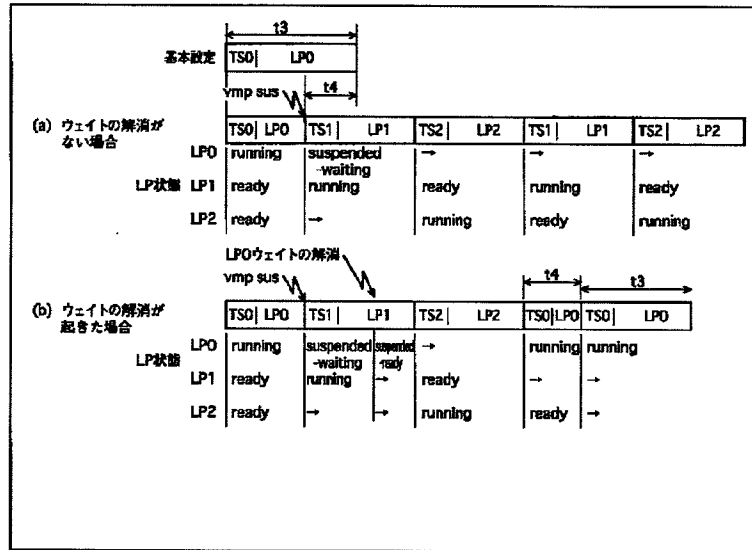 t3
基本設定 TS0 LP0
vmp sus t4
(a) ウェイトの解消が
ない場合
TS0 LP0 TS1 LP1 TS2 LP2 TS1 LP1 TS2 LP2
LP0 running suspended → → →
-waiting
LP状態 LP1 ready running ready running ready
LP2 ready → running ready running
LP0ウェイトの解消
vmp sus t4 t3
(b) ウェイトの解消が
起きた場合
TS0 LP0 TS1 LP1 TS2 LP2 TS0 LP0 TS0 LP0
LP0 running suspended suspended → running running
LP状態 -waiting -ready
LP1 ready running → ready → →
LP2 ready → → running ready →